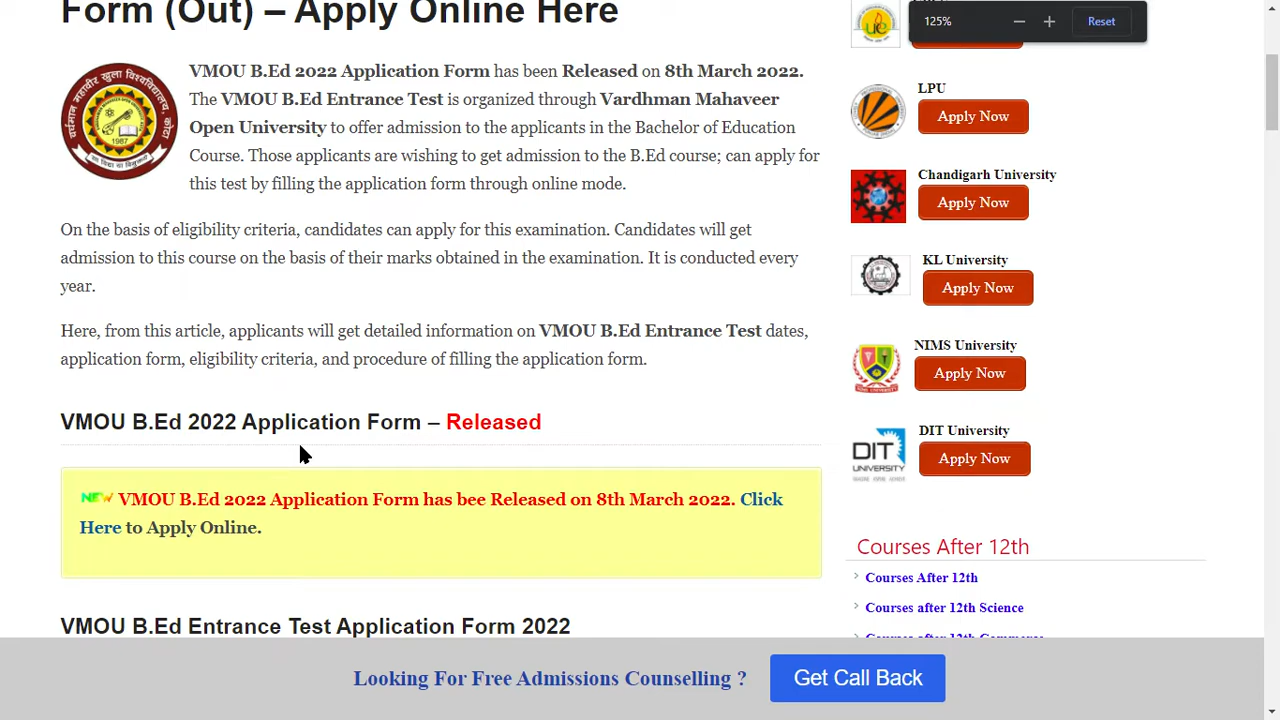 Form (Out) – Apply Online Here
VMOU B.Ed 2022 Application Form has been Released on 8th March 2022.
The VMOU B.Ed Entrance Test is organized through Vardhman Mahaveer
Open University to offer admission to the applicants in the Bachelor of Education
Course. Those applicants are wishing to get admission to the B.Ed course; can apply for
this test by filling the application form through online mode.
On the basis of eligibility criteria, candidates can apply for this examination. Candidates will get
admission to this course on the basis of their marks obtained in the examination. It is conducted every
year.
Here, from this article, applicants will get detailed information on VMOU B.Ed Entrance Test dates,
application form, eligibility criteria, and procedure of filling the application form.
VMOU B.Ed 2022 Application Form – Released
NEW VMOU B.Ed 2022 Application Form has bee Released on 8th March 2022. Click
Here to Apply Online.
VMOU B.Ed Entrance Test Application Form 2022
125%
Reset
LPU
Apply Now
Chandigarh University
Apply Now
KL University
Apply Now
NIMS University
Apply Now
DIT University
Apply Now
DIT
UNIVERSITY
1987
Courses After 12th
Courses After 12th
Courses after 12th Science
Courses after 12th Commerce
Looking For Free Admissions Counselling ?
Get Call Back